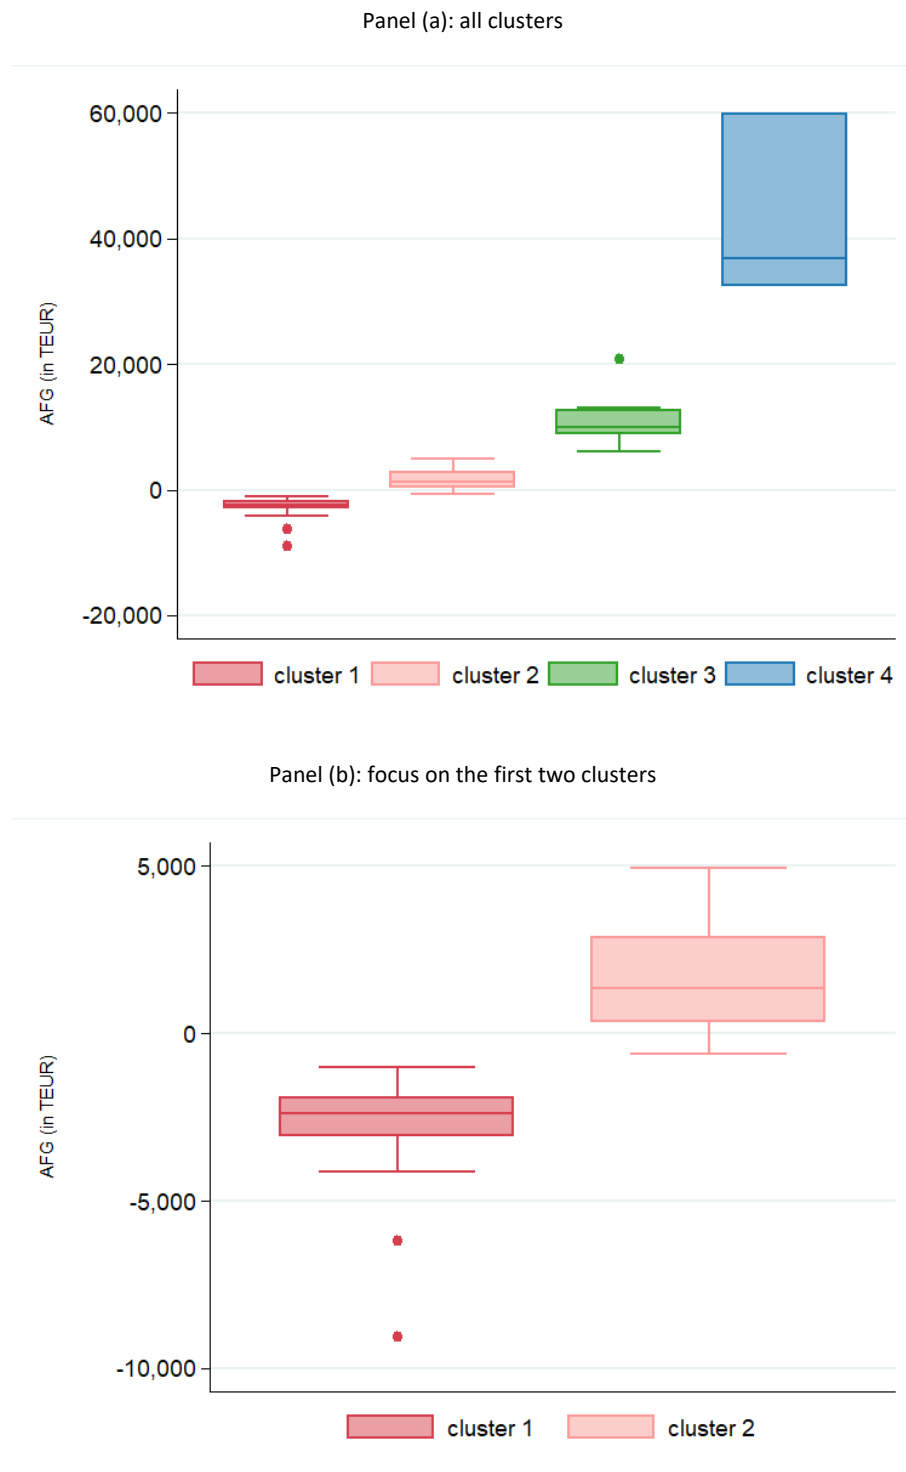 Panel (a): all clusters
60,000
40,000
20,000
0
-20,000
AFG (in TEUR)
cluster 1 cluster 2 cluster 3 cluster 4
Panel (b): focus on the first two clusters
5,000
0
-5,000
-10,000
AFG (in TEUR)
cluster 1 cluster 2